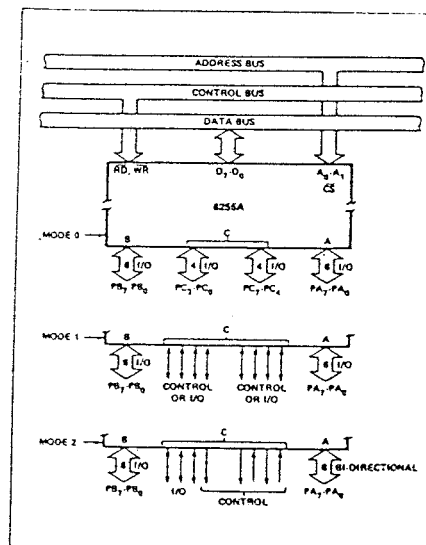 ADDRESS BUS
CONTROL BUS
DATA BUS
RD, WR D7-D0 A0-A1
CS
8255A
MODE 0 B C A
8 I/O 4 I/O 4 I/O 8 I/O
PB7-PB0 PC3-PC0 PC7-PC4 PA7-PA0
MODE 1 B C A
8 I/O 8 I/O
PB7-PB0 CONTROL CONTROL PA7-PA0
OR I/O OR I/O
MODE 2 B C A
8 I/O 8 BI-DIRECTIONAL
PB7-PB0 I/O PA7-PA0
CONTROL